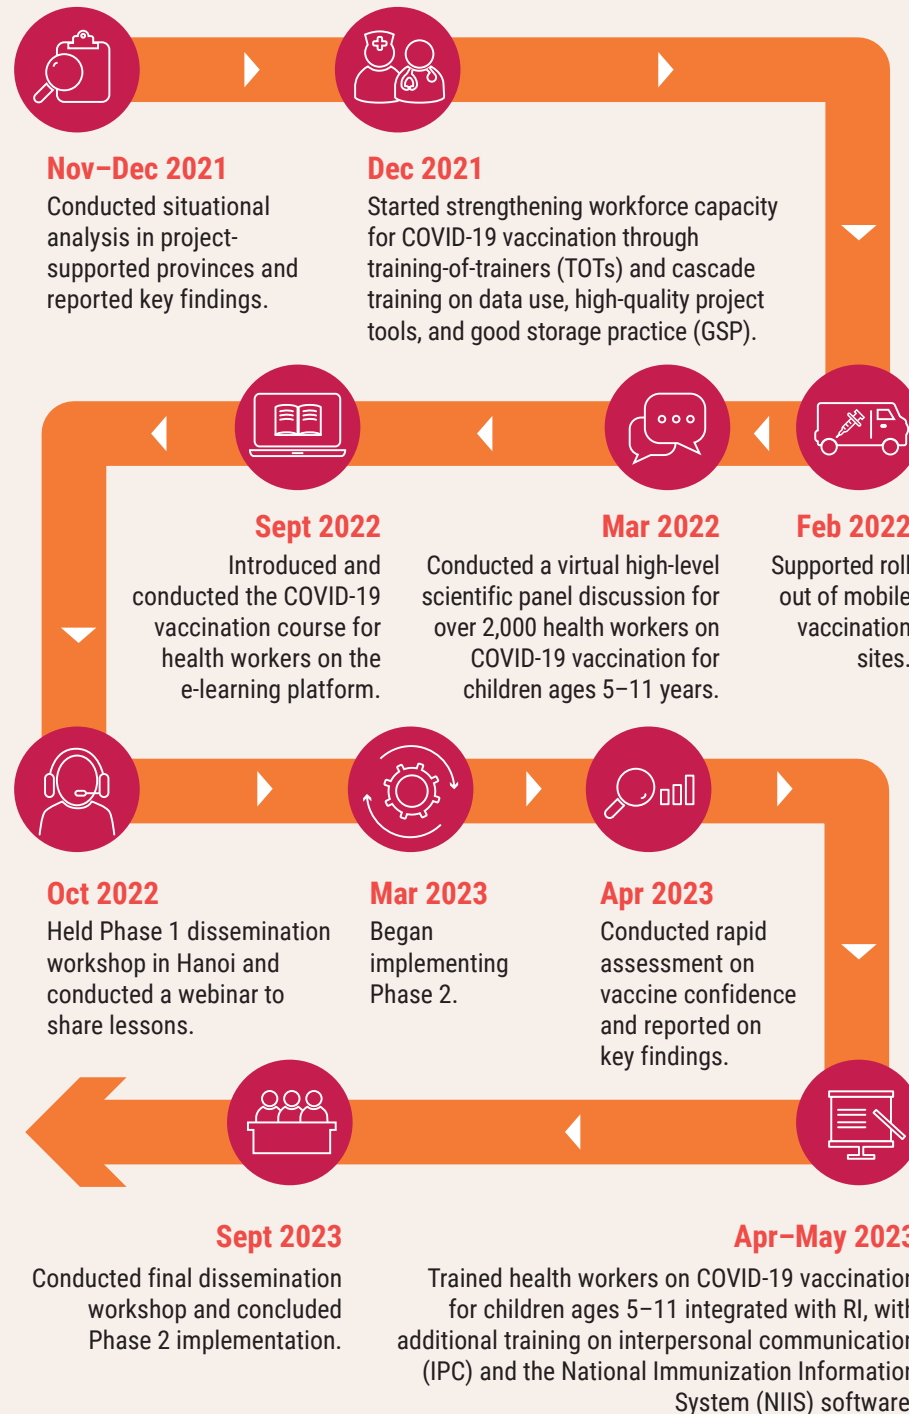 Nov–Dec 2021
Conducted situational
analysis in project-
supported provinces and
reported key findings.
Dec 2021
Started strengthening workforce capacity
for COVID-19 vaccination through
training-of-trainers (TOTs) and cascade
training on data use, high-quality project
tools, and good storage practice (GSP).
Feb 2022
Supported roll
out of mobile
vaccination
sites.
Mar 2022
Conducted a virtual high-level
scientific panel discussion for
over 2,000 health workers on
COVID-19 vaccination for
children ages 5–11 years.
Sept 2022
Introduced and
conducted the COVID-19
vaccination course for
health workers on the
e-learning platform.
Oct 2022
Held Phase 1 dissemination
workshop in Hanoi and
conducted a webinar to
share lessons.
Mar 2023
Began
implementing
Phase 2.
Apr 2023
Conducted rapid
assessment on
vaccine confidence
and reported on
key findings.
Apr–May 2023
Trained health workers on COVID-19 vaccination
for children ages 5–11 integrated with RI, with
additional training on interpersonal communication
(IPC) and the National Immunization Information
System (NIIS) software
Sept 2023
Conducted final dissemination
workshop and concluded
Phase 2 implementation.